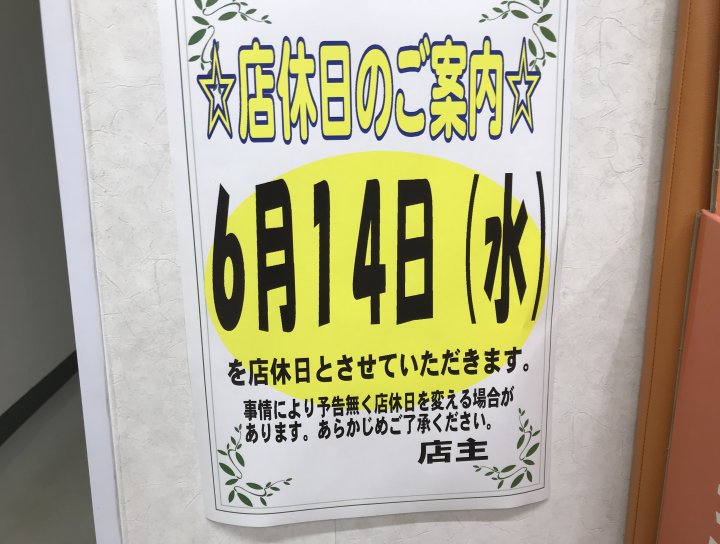 ☆店休日のご案内☆
6月14日(水)
を店休日とさせていただきます。
事情により予告無く店休日を変える場合が
あります。あらかじめご了承ください。
店主